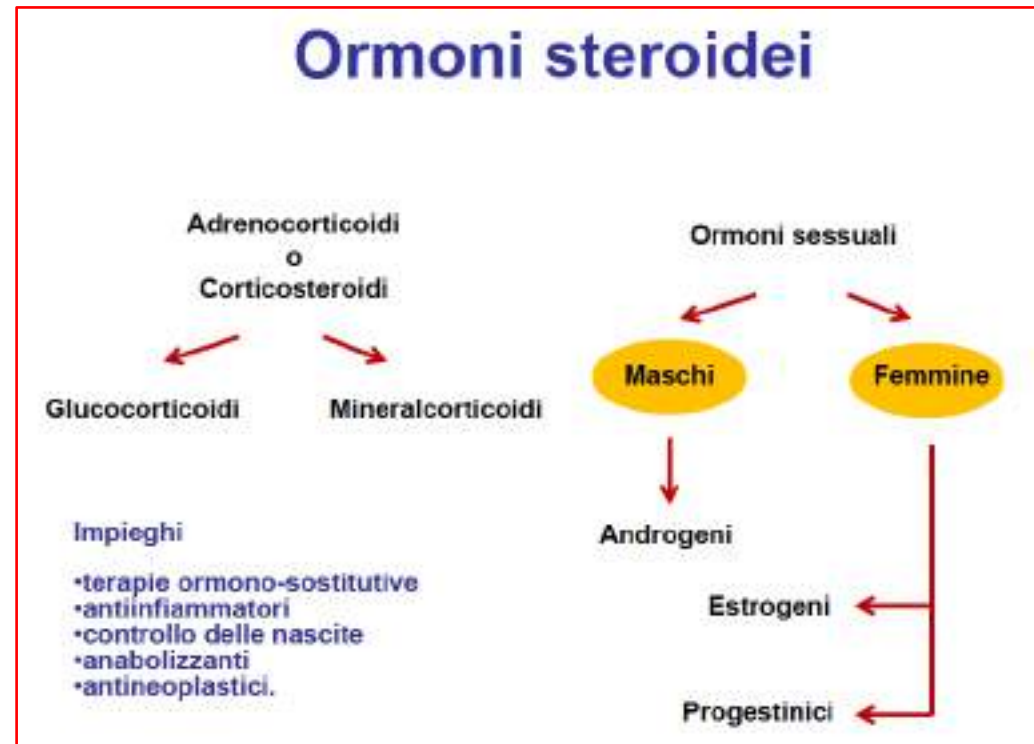 Ormoni steroidei
Adrenocorticoidi
o
Corticosteroidi
Glucocorticoidi
Mineralcorticoidi
Ormoni sessuali
Maschi
Femmine
Androgeni
Estrogeni
Progestinici
Impieghi
•terapie ormono-sostitutive
•antiinfiammatori
•controllo delle nascite
•anabolizzanti
•antineoplastici.